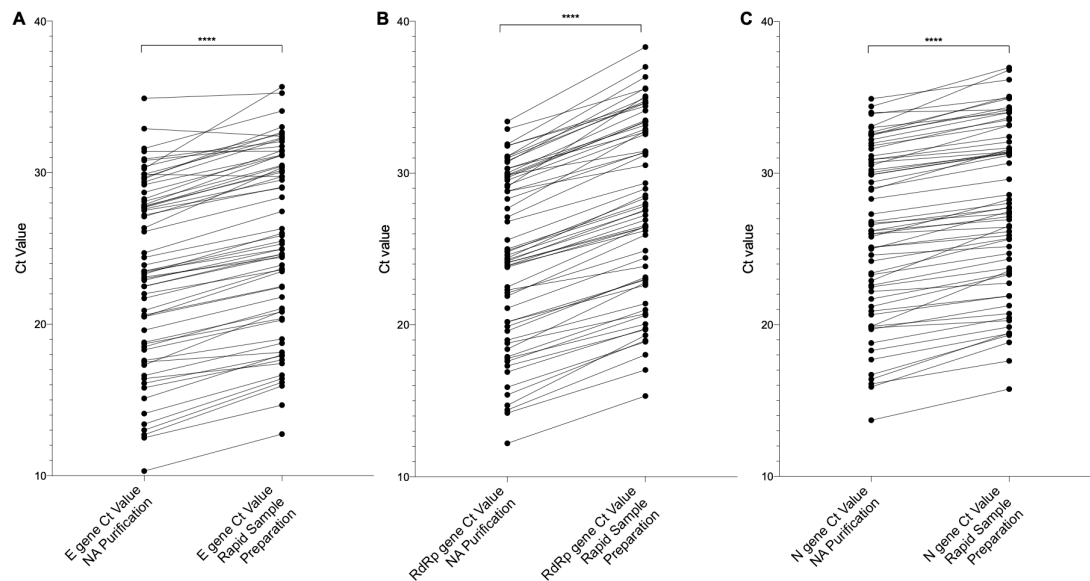 A
40
****
30
20
10
Ct Value
E gene Ct Value
NA Purification
E gene Ct Value
Rapid Sample
Preparation
B
40
****
30
20
10
Ct Value
RdRp gene Ct Value
NA Purification
RdRp gene Ct Value
Rapid Sample
Preparation
C
40
****
30
20
10
Ct value
N gene Ct Value
NA Purification
N gene Ct Value
Rapid Sample
Preparation